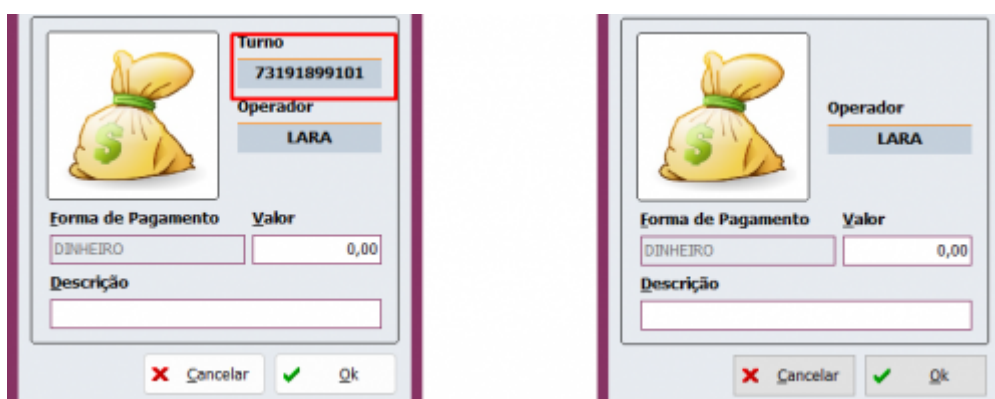 Turno
73191899101
Operador
LARA
Forma de Pagamento Valor
DINHEIRO 0,00
Descrição
Cancelar Ok
Operador
LARA
Forma de Pagamento Valor
DINHEIRO 0,00
Descrição
Cancelar Ok